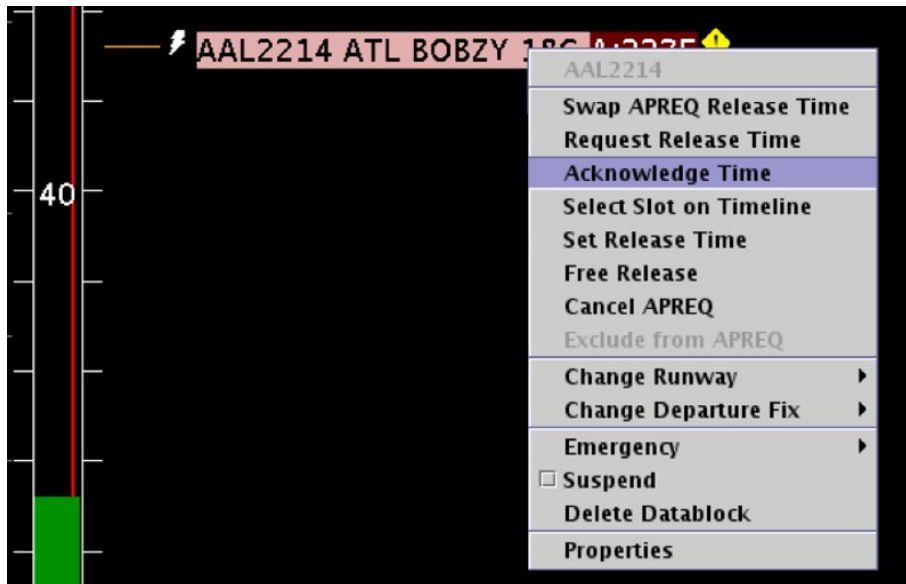 AAL2214 ATL BOBZY 18C A:2235
AAL2214
Swap APREQ Release Time
Request Release Time
Acknowledge Time
40
Select Slot on Timeline
Set Release Time
Free Release
Cancel APREQ
Exclude from APREQ
Change Runway
Change Departure Fix
Emergency
Suspend
Delete Datablock
Properties